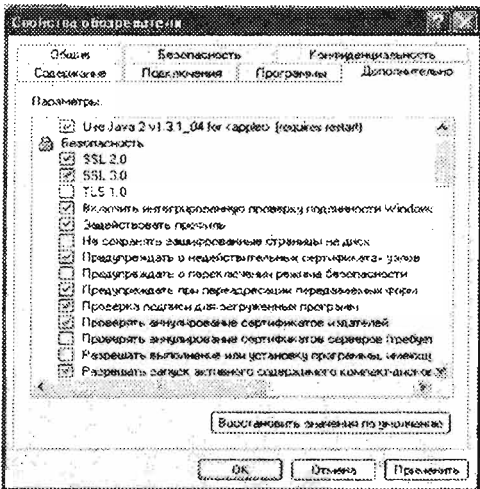 Свойства обозревателя
Общие Безопасность Конфиденциальность
Содержание Подключения Программы Дополнительно
Параметры:
Use Java 2 v1.3.1_04 for <applet> (requires restart)
Безопасность
SSL 2.0
SSL 3.0
TLS 1.0
Включить интегрированную проверку подлинности Windows
Задействовать профиль
Не сохранять зашифрованные страницы на диск
Предупреждать о недействительных сертификатах узлов
Предупреждать о переключении режима безопасности
Предупреждать при переадресации передаваемых форм
Проверка подписи для загруженных программ
Проверять аннулирование сертификатов издателей
Проверять аннулирование сертификатов серверов (требует
Разрешать выполнение или установку программы, имеющу
Разрешать запуск активного содержимого компакт-дисков
Восстановить значения по умолчанию
OK Отмена Применить